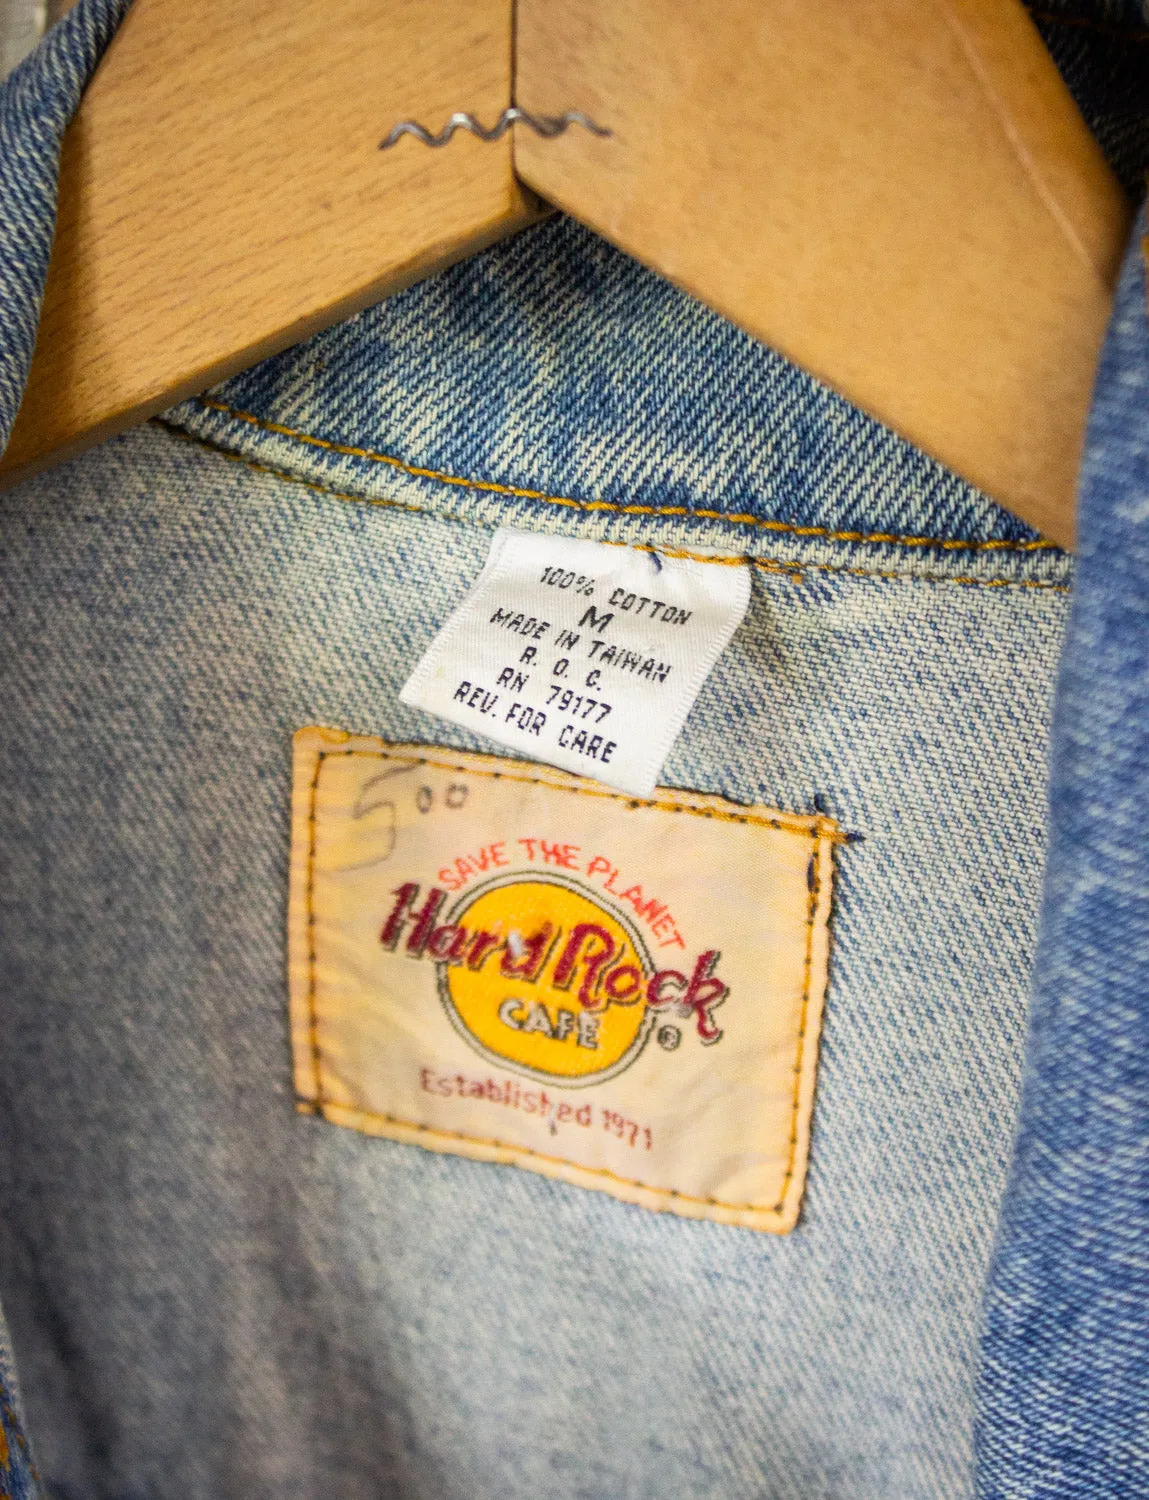 100% COTTON
M
MADE IN TAIWAN
R. O. C.
RN 79177
REV. FOR CARE
5 00
SAVE THE PLANET
Hard Rock
CAFE
®
Established 1971